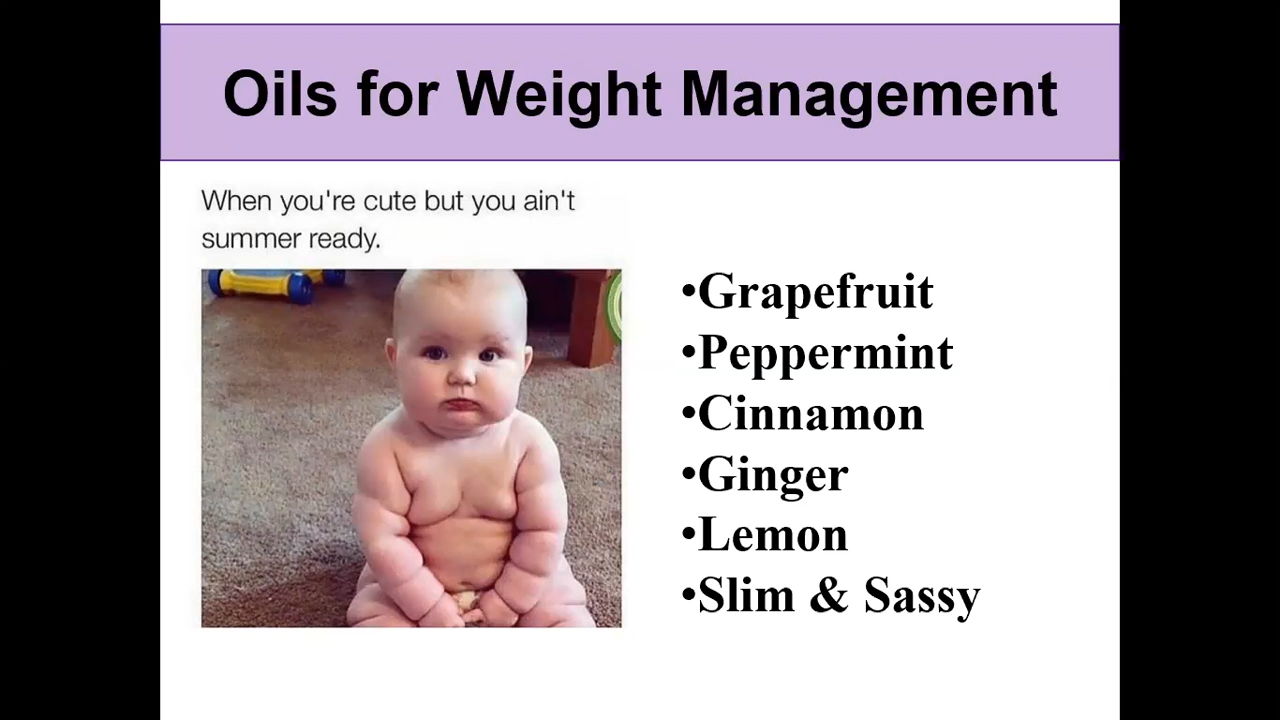 Oils for Weight Management
When you're cute but you ain't
summer ready.
•Grapefruit
•Peppermint
•Cinnamon
•Ginger
•Lemon
•Slim & Sassy